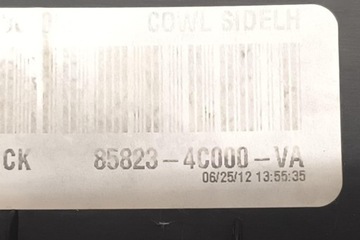 COWL SIDELH
CK 85823-4C000-VA
06/25/12 13:55:35